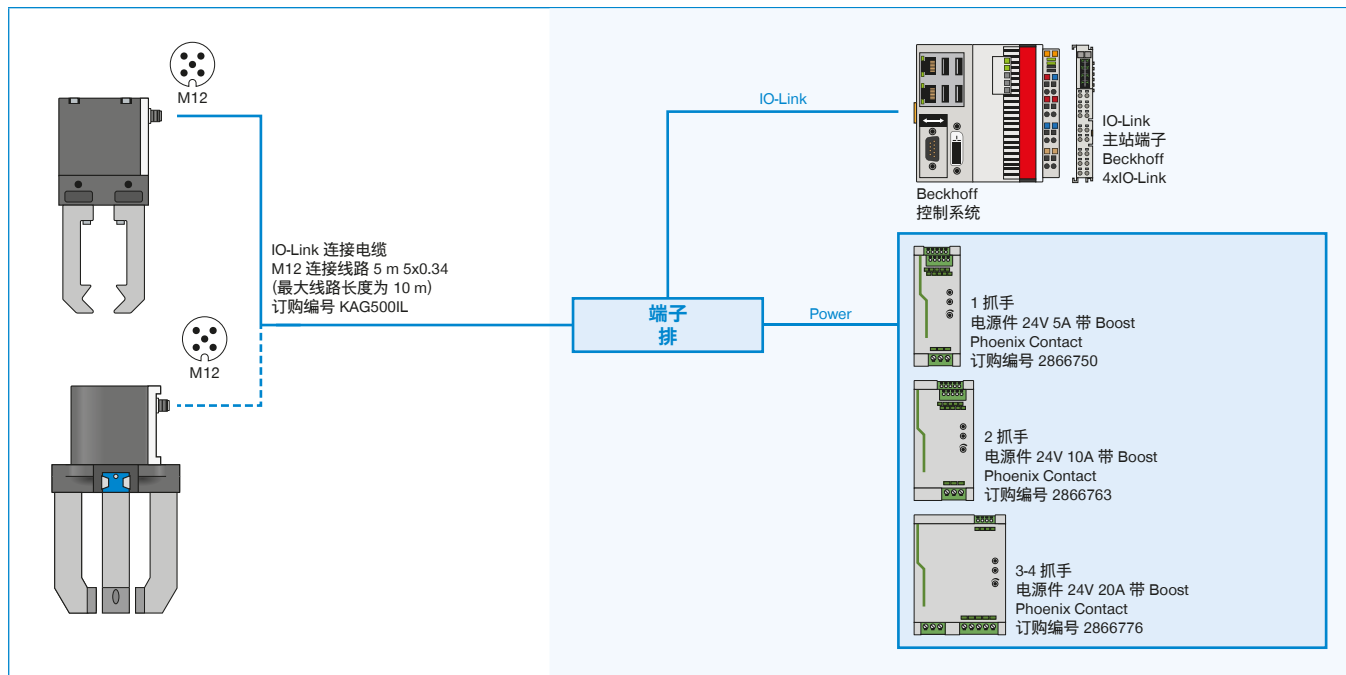 M12
IO-Link 连接电缆
M12 连接线路 5 m 5x0.34
(最大线路长度为 10 m)
订购编号 KAG500IL
M12
端子
排
IO-Link
Power
Beckhoff
控制系统
IO-Link
主站端子
Beckhoff
4xIO-Link
1 抓手
电源件 24V 5A 带 Boost
Phoenix Contact
订购编号 2866750
2 抓手
电源件 24V 10A 带 Boost
Phoenix Contact
订购编号 2866763
3-4 抓手
电源件 24V 20A 带 Boost
Phoenix Contact
订购编号 2866776